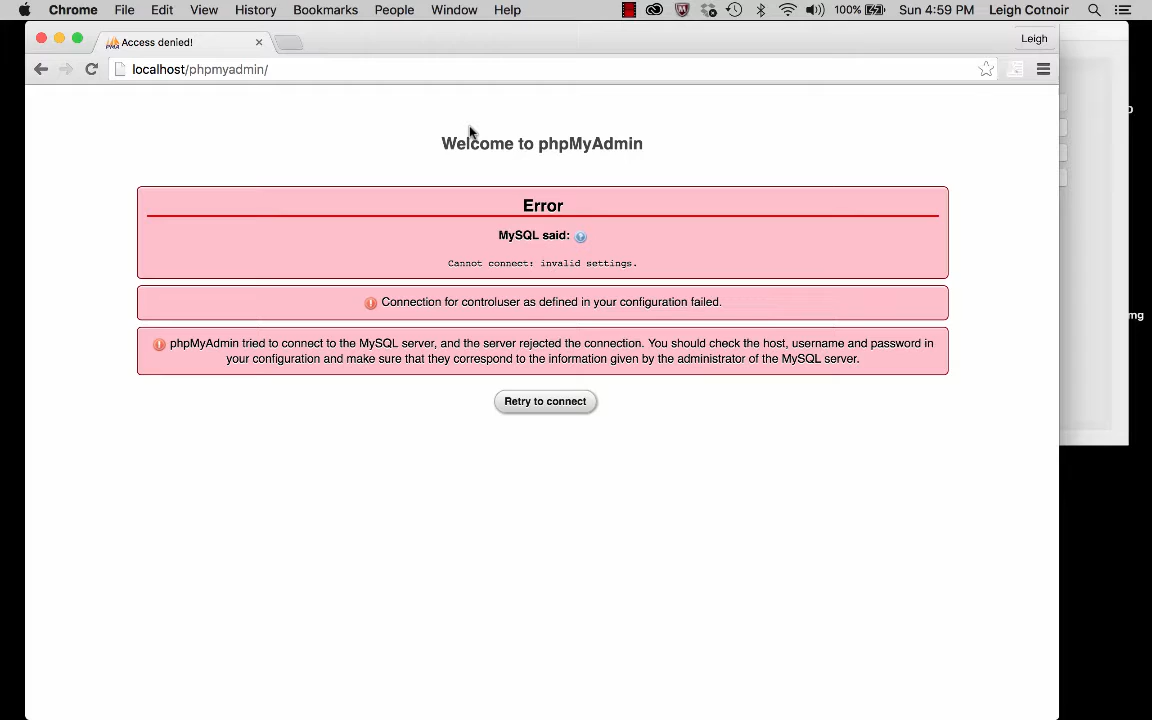 Chrome File Edit View History Bookmarks People Window Help 100% Sun 4:59 PM Leigh Cotnoir
Access denied! Leigh
localhost/phpmyadmin/
Welcome to phpMyAdmin
Error
MySQL said:
Cannot connect: invalid settings.
Connection for controluser as defined in your configuration failed.
phpMyAdmin tried to connect to the MySQL server, and the server rejected the connection. You should check the host, username and password in
your configuration and make sure that they correspond to the information given by the administrator of the MySQL server.
Retry to connect
mg